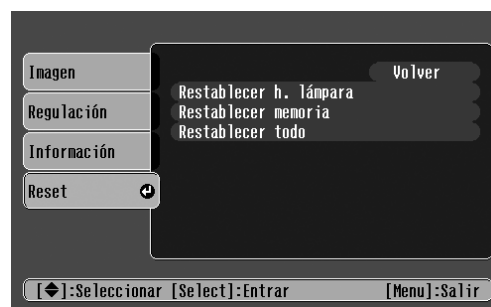 Imagen
Regulación
Información
Reset
Volver
Restablecer h. lámpara
Restablecer memoria
Restablecer todo
[◆]:Seleccionar [Select]:Entrar [Menu]:Salir